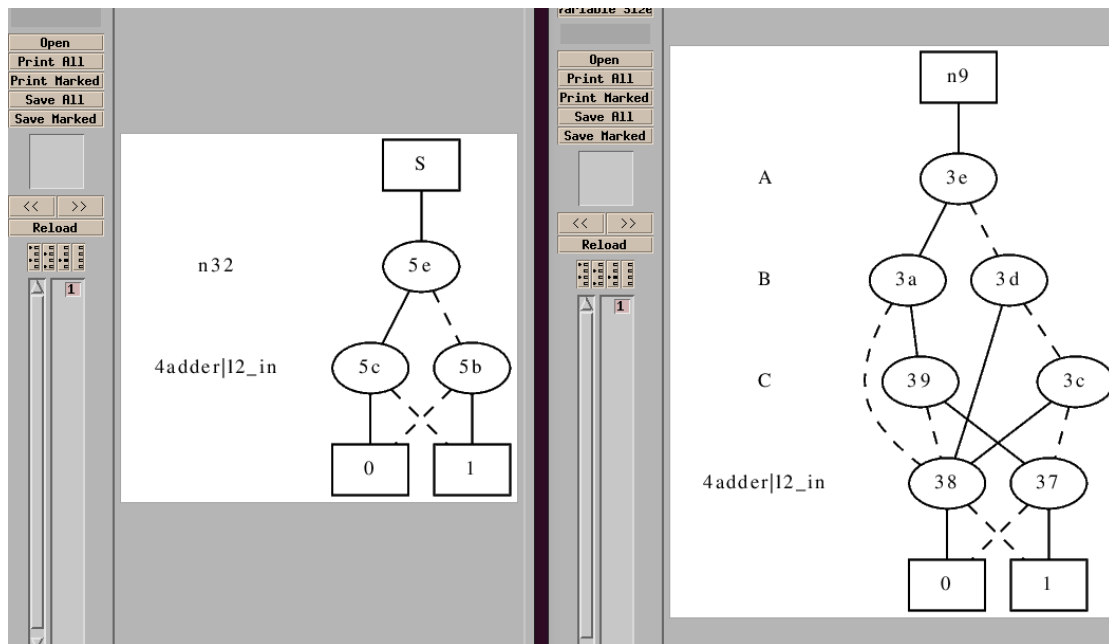 Open
Print All
Print Marked
Save All
Save Marked
<< >>
Reload
1
S
n32
5e
4adder|12_in
5c 5b
0 1
Variable Size
Open
Print All
Print Marked
Save All
Save Marked
<< >>
Reload
1
n9
A
3e
B
3a 3d
C
39 3c
4adder|12_in
38 37
0 1